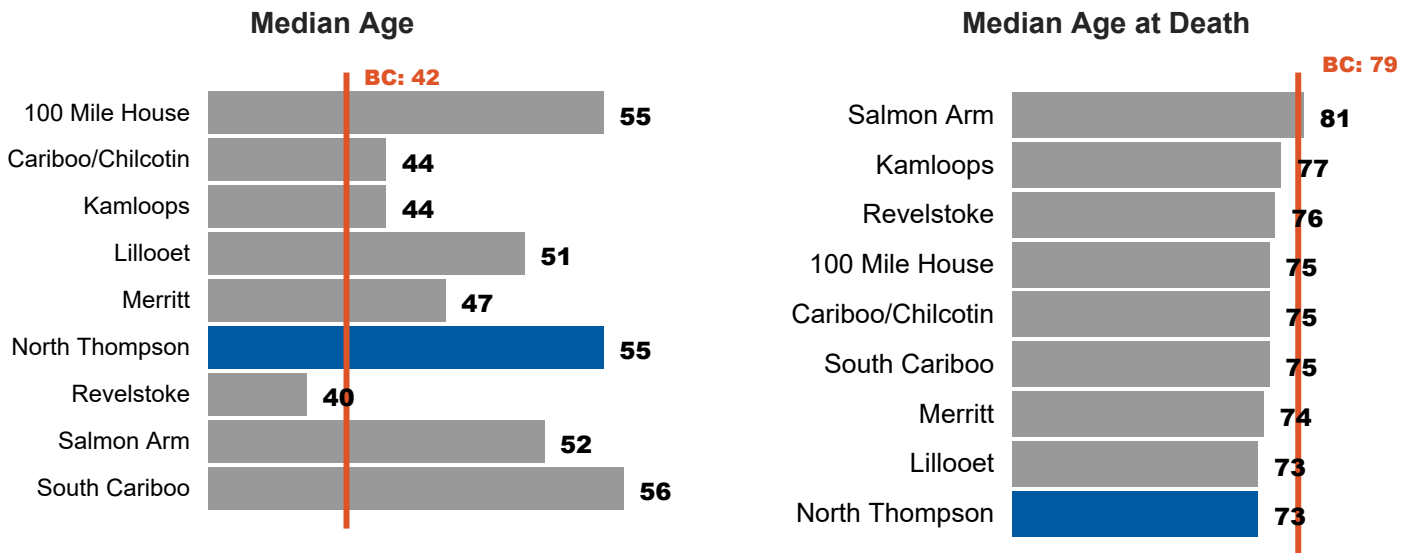 Median Age
BC: 42
100 Mile House 55
Cariboo/Chilcotin 44
Kamloops 44
Lillooet 51
Merritt 47
North Thompson 55
Revelstoke 40
Salmon Arm 52
South Cariboo 56
Median Age at Death
BC: 79
Salmon Arm 81
Kamloops 77
Revelstoke 76
100 Mile House 75
Cariboo/Chilcotin 75
South Cariboo 75
Merritt 74
Lillooet 73
North Thompson 73